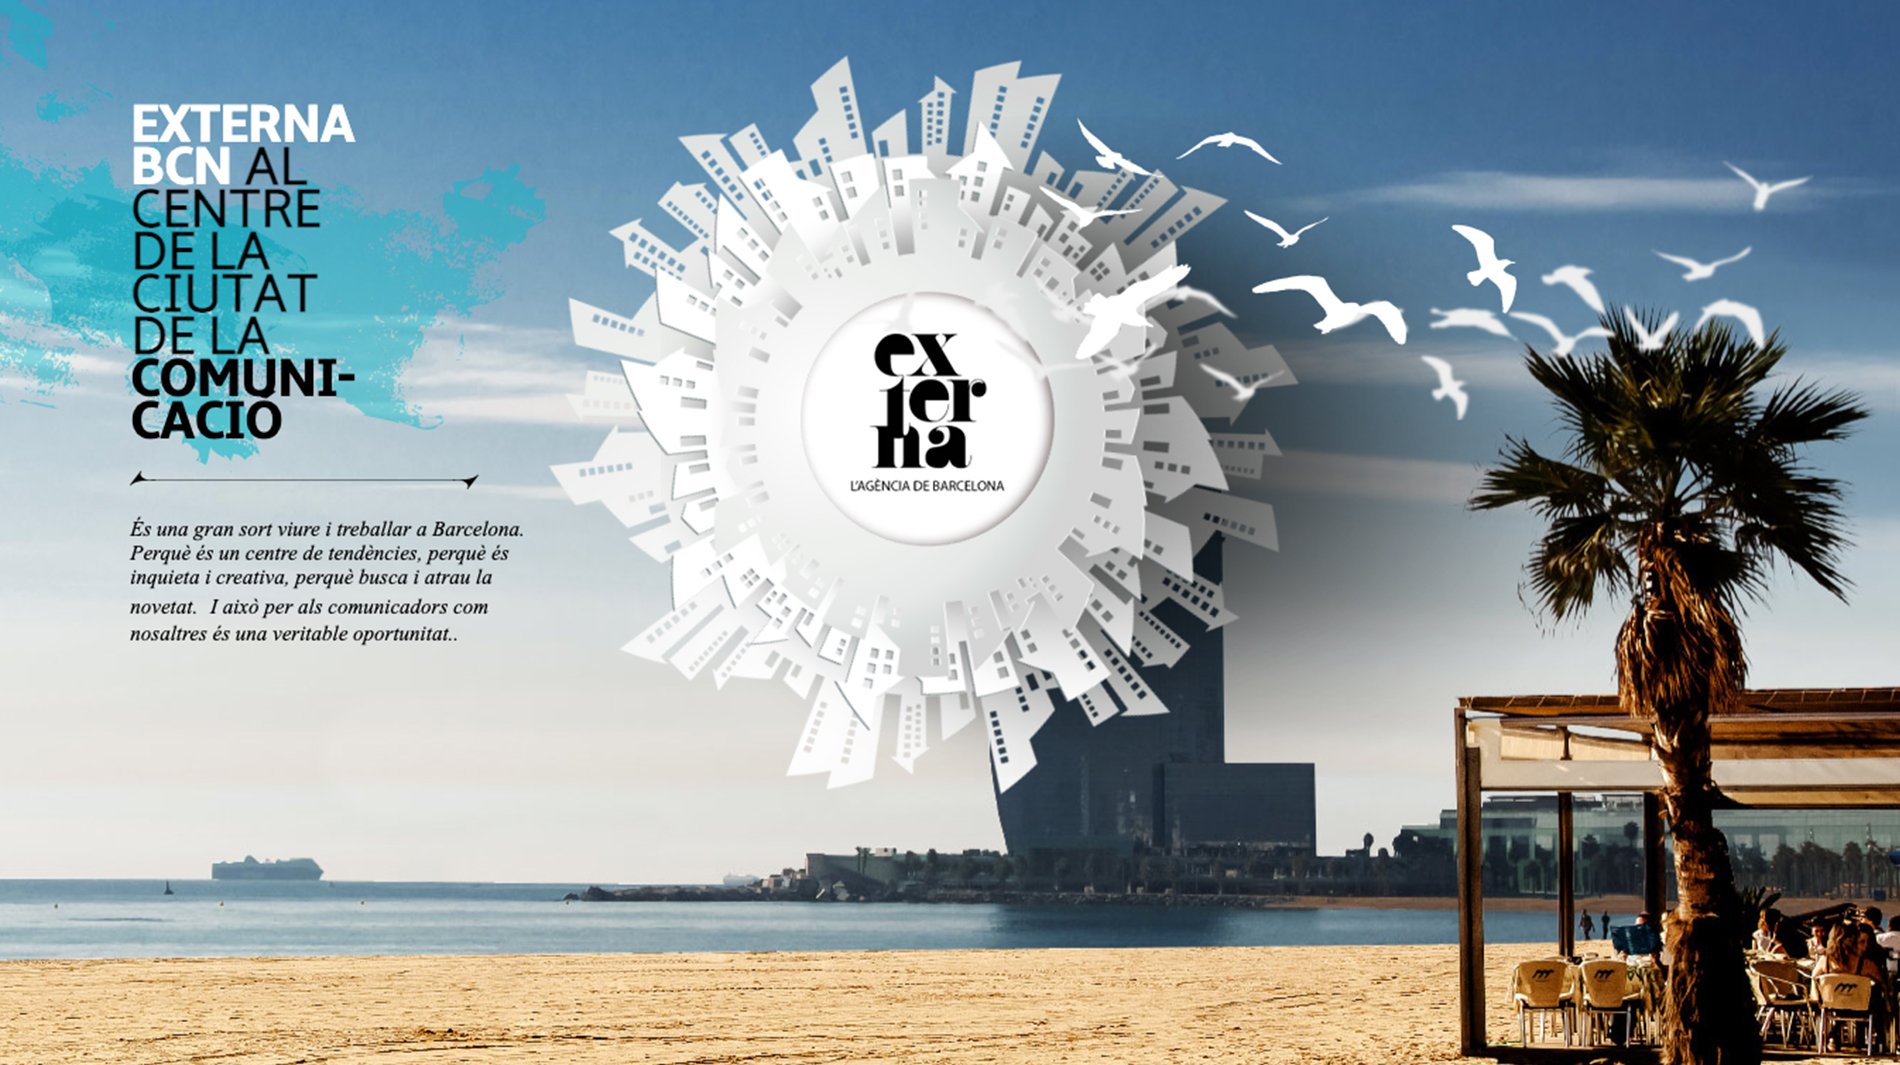 EXTERNA
BCN AL
CENTRE
DE LA
CIUTAT
DE LA
COMUNI-
CACIÓ
És una gran sort viure i treballar a Barcelona.
Perquè és un centre de tendències, perquè és
inquieta i creativa, perquè busca i atrau la
novetat. I això per als comunicadors com
nosaltres és una veritable oportunitat..
ex
ter
na
L'AGÈNCIA DE BARCELONA